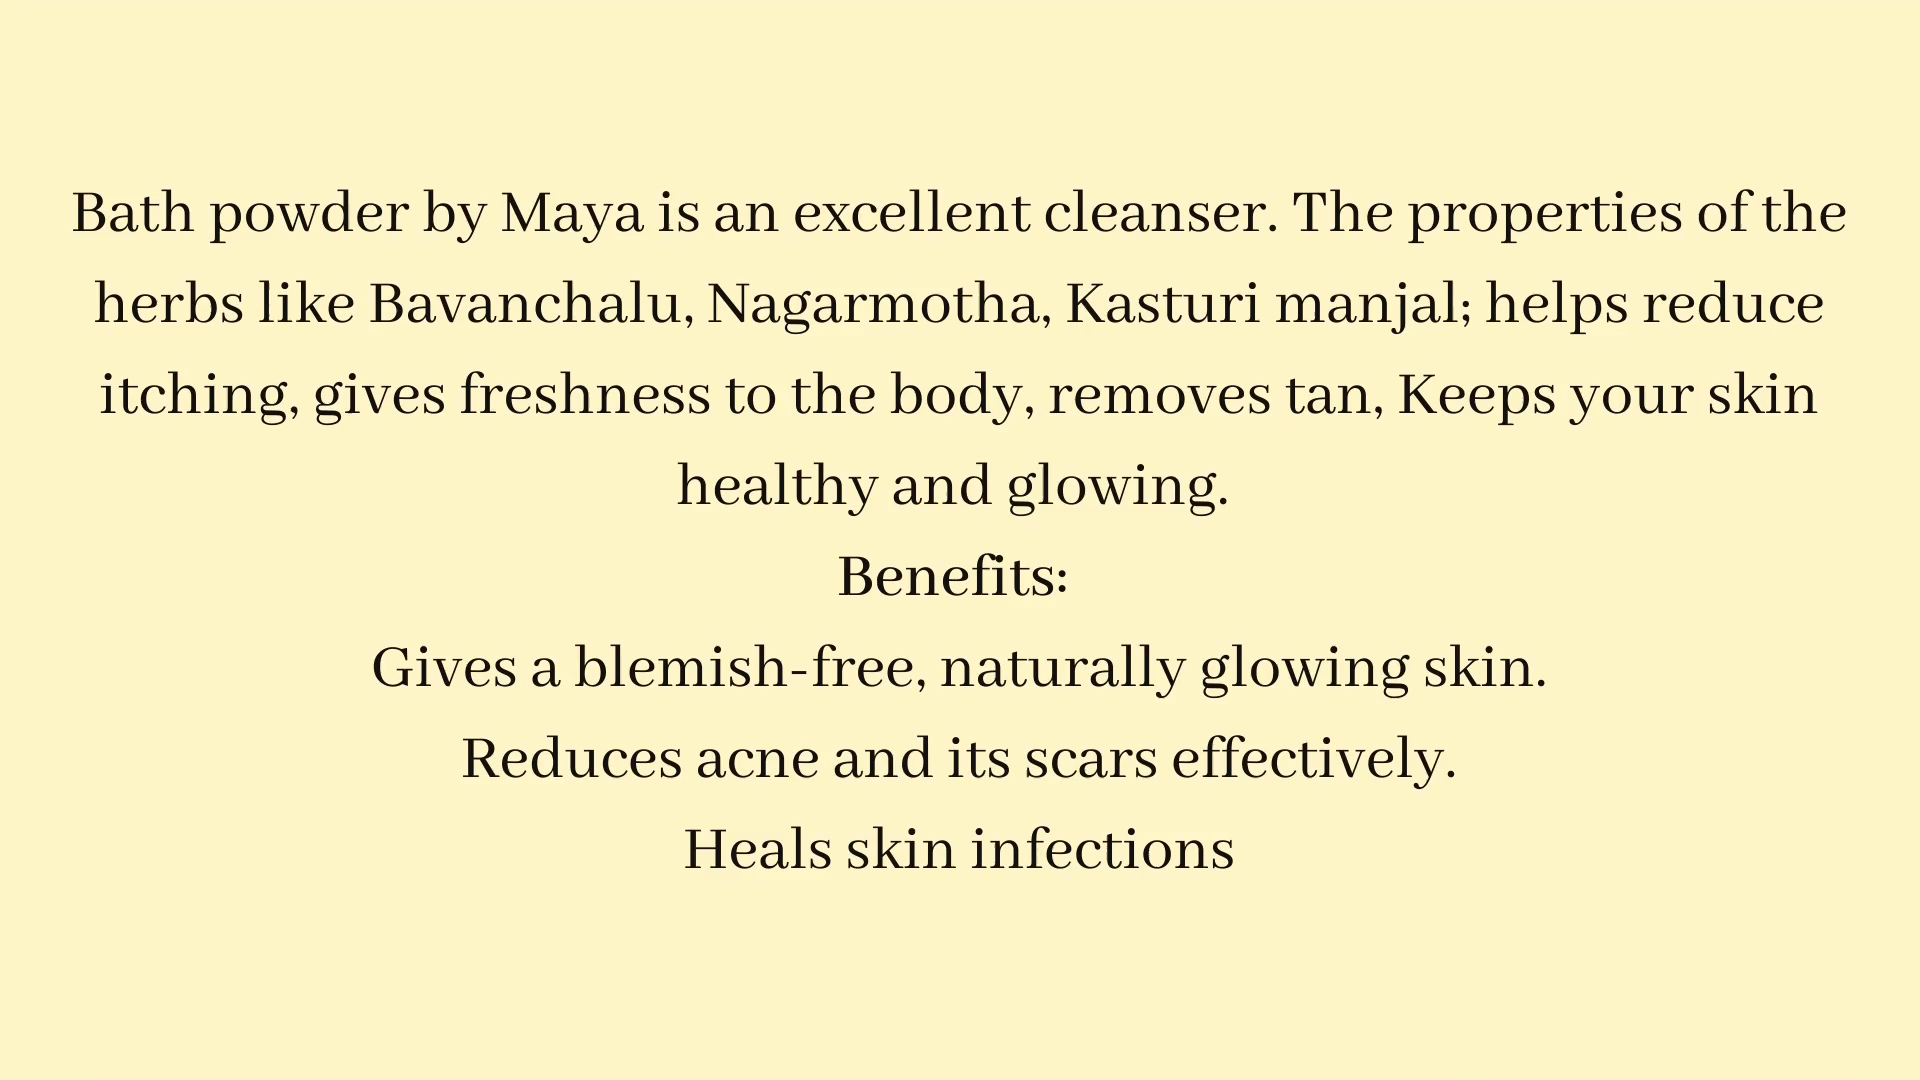 Bath powder by Maya is an excellent cleanser. The properties of the
herbs like Bavanchalu, Nagarmotha, Kasturi manjal; helps reduce
itching, gives freshness to the body, removes tan, Keeps your skin
healthy and glowing.
Benefits:
Gives a blemish-free, naturally glowing skin.
Reduces acne and its scars effectively.
Heals skin infections